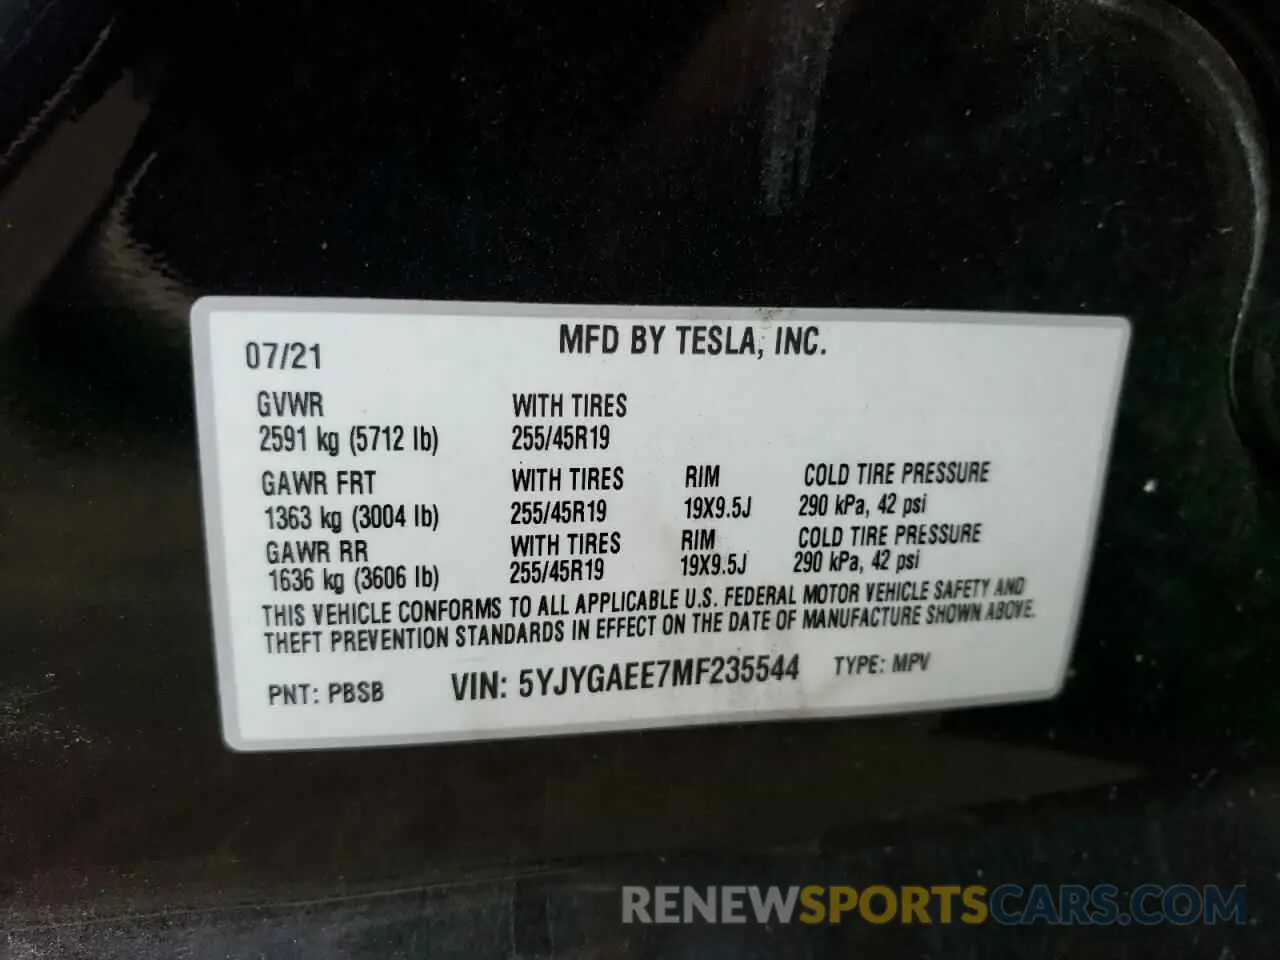 MFD BY TESLA, INC.
07/21
GVWR WITH TIRES
2591 kg (5712 lb) 255/45R19
GAWR FRT WITH TIRES RIM COLD TIRE PRESSURE
1363 kg (3004 lb) 255/45R19 19X9.5J 290 kPa, 42 psi
GAWR RR WITH TIRES RIM COLD TIRE PRESSURE
1636 kg (3606 lb) 255/45R19 19X9.5J 290 kPa, 42 psi
THIS VEHICLE CONFORMS TO ALL APPLICABLE U.S. FEDERAL MOTOR VEHICLE SAFETY AND
THEFT PREVENTION STANDARDS IN EFFECT ON THE DATE OF MANUFACTURE SHOWN ABOVE.
PNT: PBSB VIN: 5YJYGAEE7MF235544 TYPE: MPV
RENEWSPORTSCARS.COM